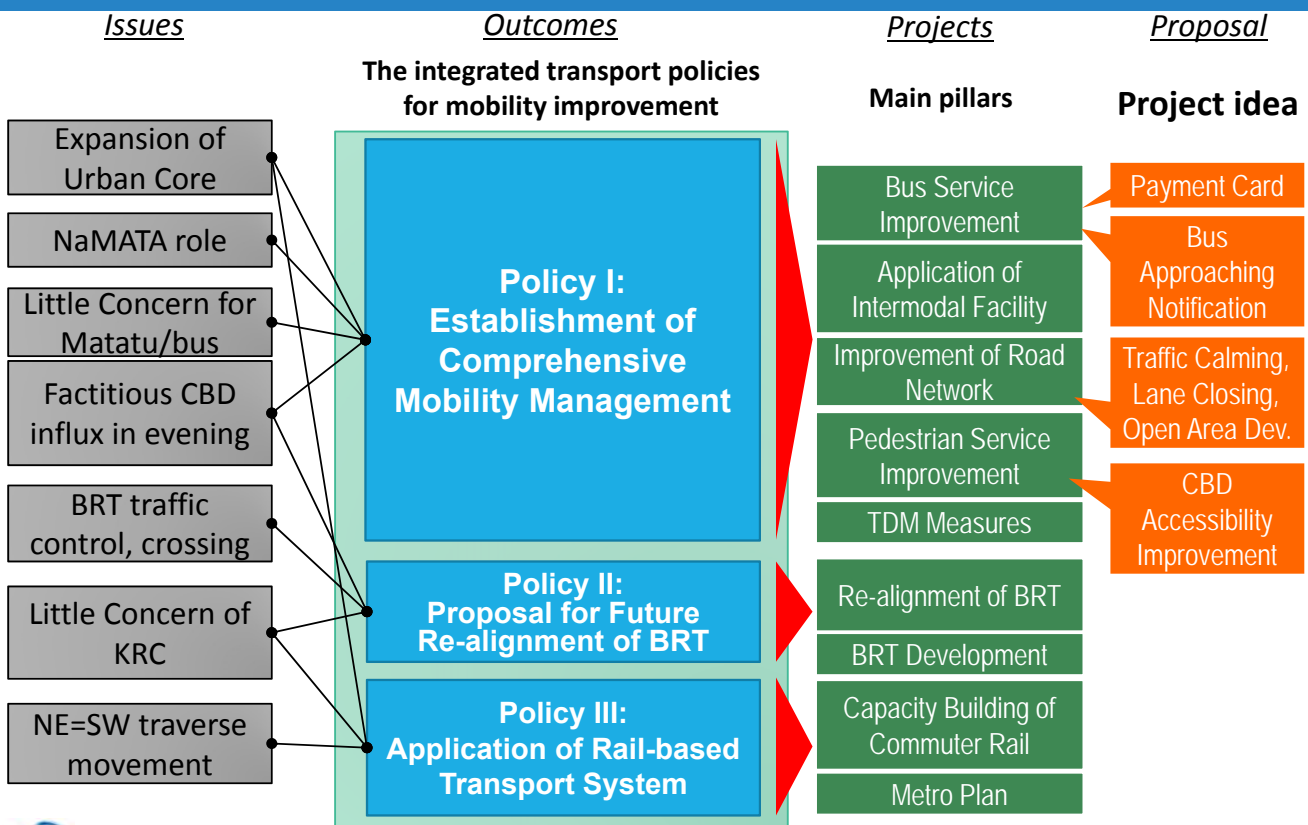 Issues
Outcomes
Projects
Proposal
The integrated transport policies
for mobility improvement
Main pillars
Project idea
Expansion of
Urban Core
NaMATA role
Little Concern for
Matatu/bus
Factitious CBD
influx in evening
BRT traffic
control, crossing
Little Concern of
KRC
NE=SW traverse
movement
Policy I:
Establishment of
Comprehensive
Mobility Management
Policy II:
Proposal for Future
Re-alignment of BRT
Policy III:
Application of Rail-based
Transport System
Bus Service
Improvement
Application of
Intermodal Facility
Improvement of Road
Network
Pedestrian Service
Improvement
TDM Measures
Re-alignment of BRT
BRT Development
Capacity Building of
Commuter Rail
Metro Plan
Payment Card
Bus
Approaching
Notification
Traffic Calming,
Lane Closing,
Open Area Dev.
CBD
Accessibility
Improvement